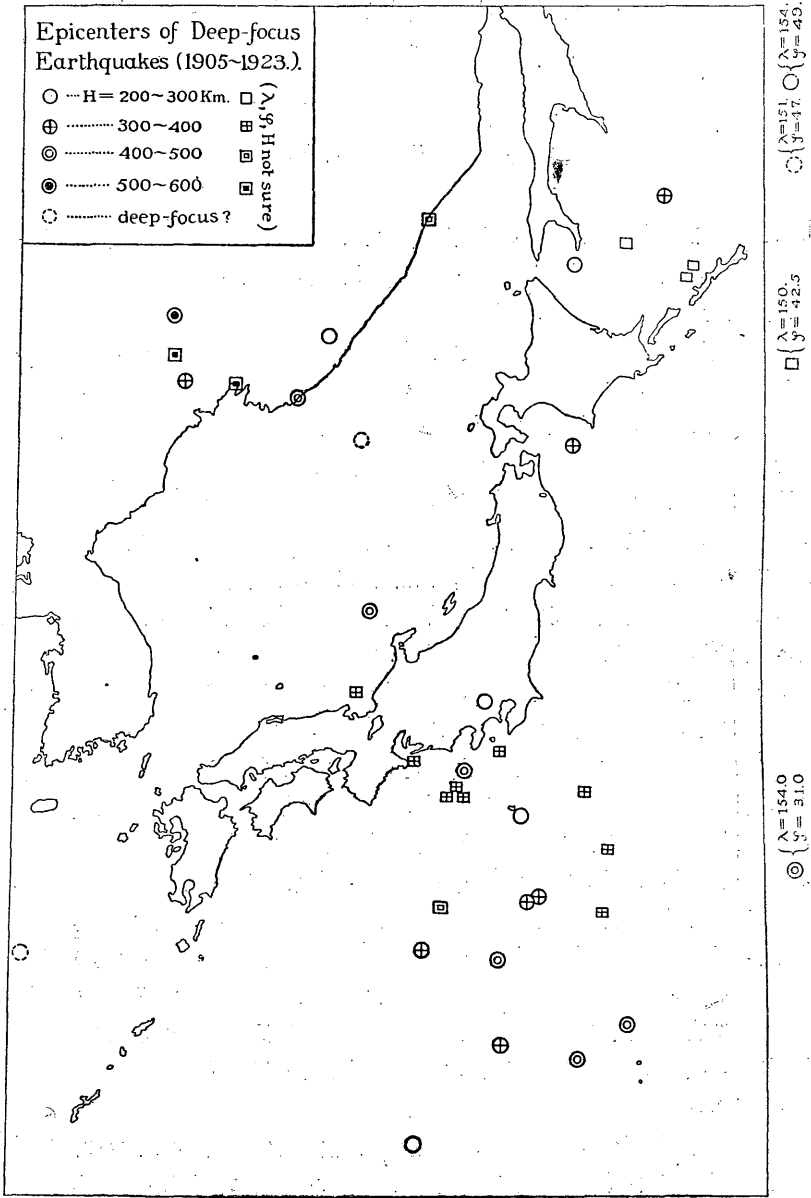 Epicenters of Deep-focus
Earthquakes (1905~1923.).
H = 200~300 Km.
300~400
400~500
500~600
deep-focus ?
(λ, φ, H not sure)
λ=151.
φ=47.
λ=154.
φ=49.
λ=150.
φ=42.5
λ=154.0
φ=31.0